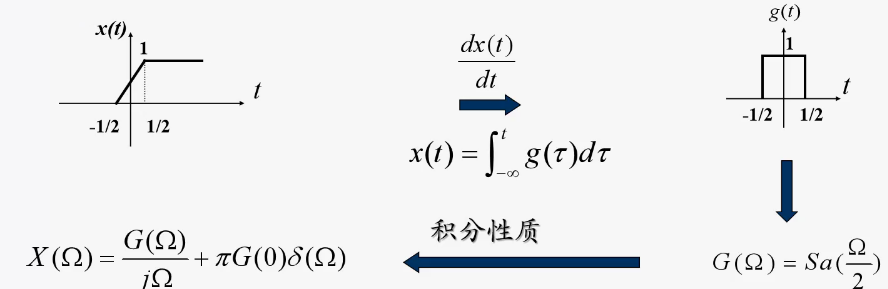 x(t)
1
t
-1/2 1/2
dx(t)
dt
x(t) = ∫_{-∞}^{t} g(τ)dτ
g(t)
1
t
-1/2 1/2
积分性质
X(Ω) = G(Ω)/jΩ + πG(0)δ(Ω)
G(Ω) = Sa(Ω/2)